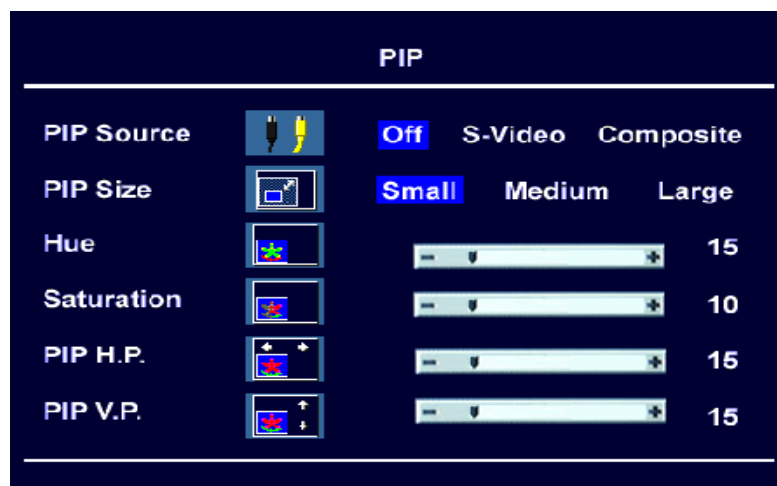 PIP
PIP Source Off S-Video Composite
PIP Size Small Medium Large
Hue 15
Saturation 10
PIP H.P. 15
PIP V.P. 15